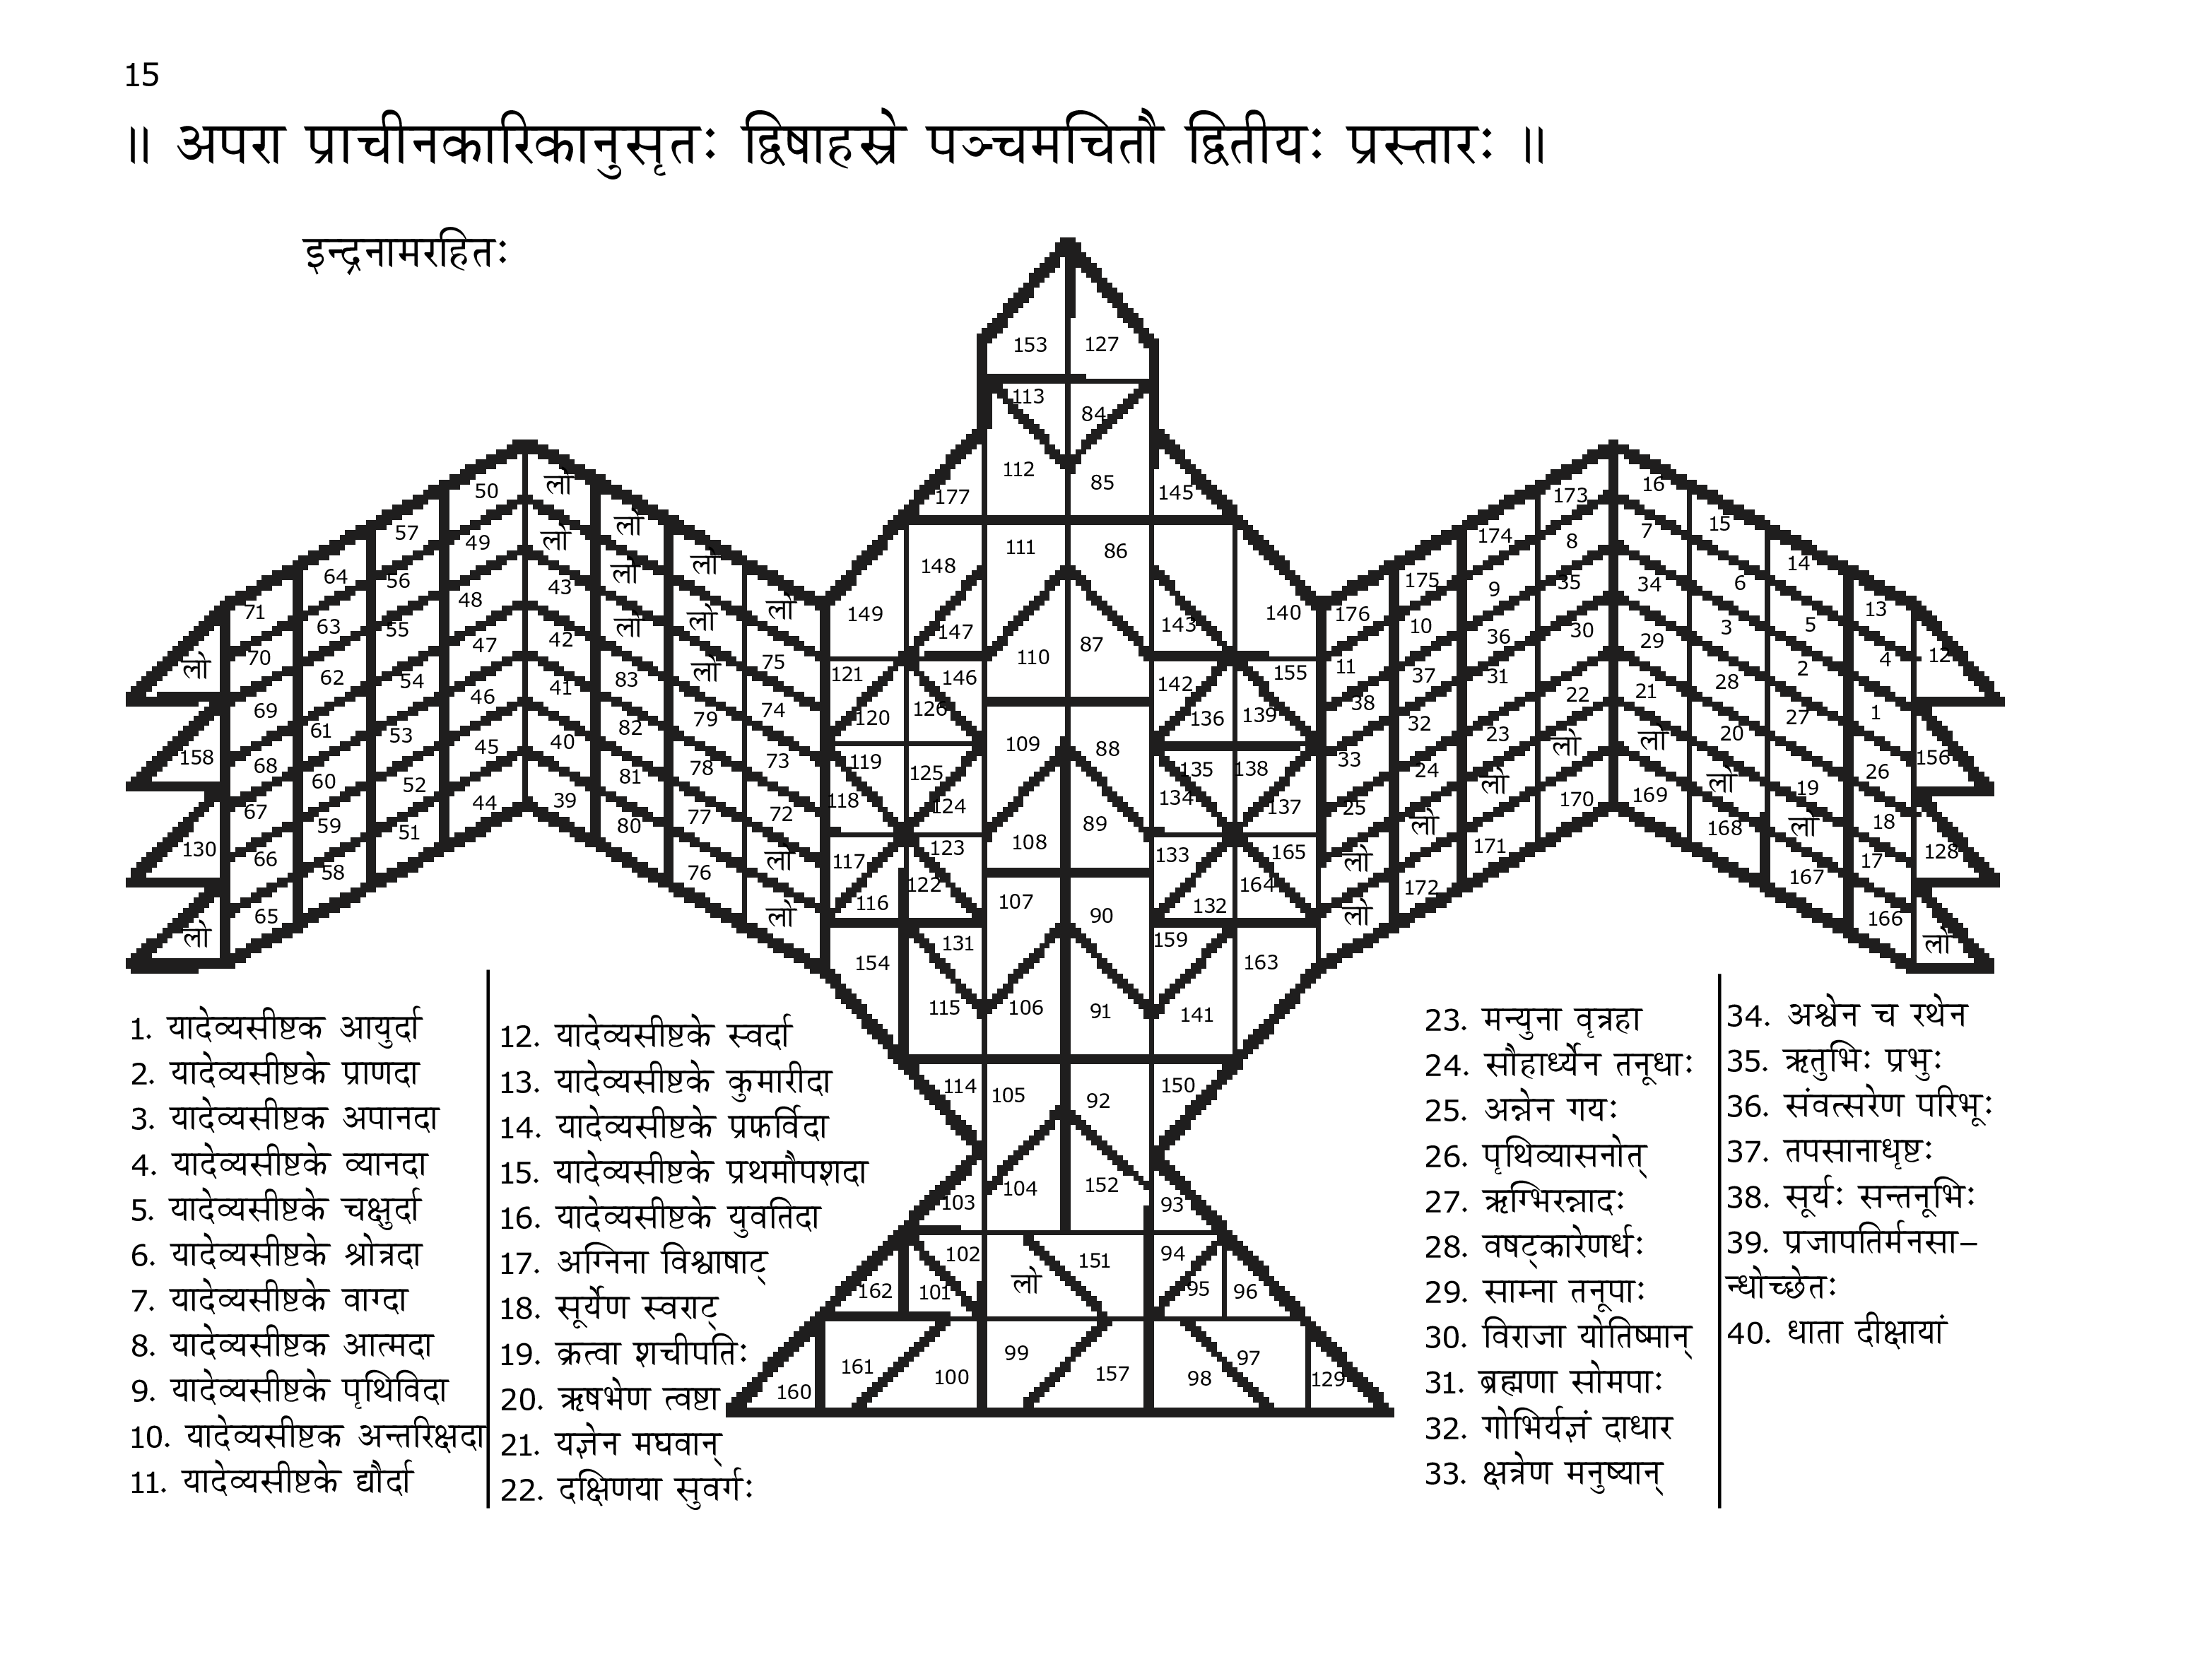 15
॥ अपरा प्राचीनकारिकानुसृतः द्विषाहस्रे पञ्चमचितौ द्वितीयः प्रस्तारः ॥
इन्द्रनामरहितः
153 127
113 84
112 85
177 145
111 86
148
149 147 143 140
110 87
121 146 142 155
120 126 136 139
109 88
119 125 135 138
118 124 134 137
108 89
117 123 133 165
116 122 132 164
107 90
131 159
154 163
115 106 91 141
114 105 92 150
103 104 152 93
102 151 94
162 101 लो 95 96
161 99 97
160 100 157 98 129
लो 158 130 लो
71 70 69 68 67 66 65
64 63 62 61 60 59 58
57 56 55 54 53 52 51
50 49 48 47 46 45 44
लो लो 43 42 41 40 39
लो लो लो 83 82 81 80
लो लो लो 79 78 77 76
लो 75 74 73 72 लो लो
176 11 38 33 25 लो लो
175 10 37 32 24 लो 172
174 9 36 31 23 लो 171
173 8 35 30 22 लो 170
16 7 34 29 21 लो 169
15 6 3 28 20 लो 168
14 5 2 27 19 लो 167
13 4 1 26 18 17 166
12 156 128 लो
1. यादेव्यसीष्टक आयुर्दा
2. यादेव्यसीष्टके प्राणदा
3. यादेव्यसीष्टक अपानदा
4. यादेव्यसीष्टके व्यानदा
5. यादेव्यसीष्टके चक्षुर्दा
6. यादेव्यसीष्टके श्रोत्रदा
7. यादेव्यसीष्टके वाग्दा
8. यादेव्यसीष्टक आत्मदा
9. यादेव्यसीष्टके पृथिविदा
10. यादेव्यसीष्टक अन्तरिक्षदा
11. यादेव्यसीष्टके द्यौर्दा
12. यादेव्यसीष्टके स्वर्दा
13. यादेव्यसीष्टके कुमारीदा
14. यादेव्यसीष्टके प्रफर्विदा
15. यादेव्यसीष्टके प्रथमौपशदा
16. यादेव्यसीष्टके युवतिदा
17. अग्निना विश्वाषाट्
18. सूर्येण स्वराट्
19. क्रत्वा शचीपतिः
20. ऋषभेण त्वष्टा
21. यज्ञेन मघवान्
22. दक्षिणया सुवर्गः
23. मन्युना वृत्रहा
24. सौहार्ध्येन तनूधाः
25. अन्नेन गयः
26. पृथिव्यासनोत्
27. ऋग्भिरन्नादः
28. वषट्कारेणर्धः
29. साम्ना तनूपाः
30. विराजा योतिष्मान्
31. ब्रह्मणा सोमपाः
32. गोभिर्यज्ञं दाधार
33. क्षत्रेण मनुष्यान्
34. अश्वेन च रथेन
35. ऋतुभिः प्रभुः
36. संवत्सरेण परिभूः
37. तपसानाधृष्टः
38. सूर्यः सन्तनूभिः
39. प्रजापतिर्मनसा–
न्धोच्छेतः
40. धाता दीक्षायां